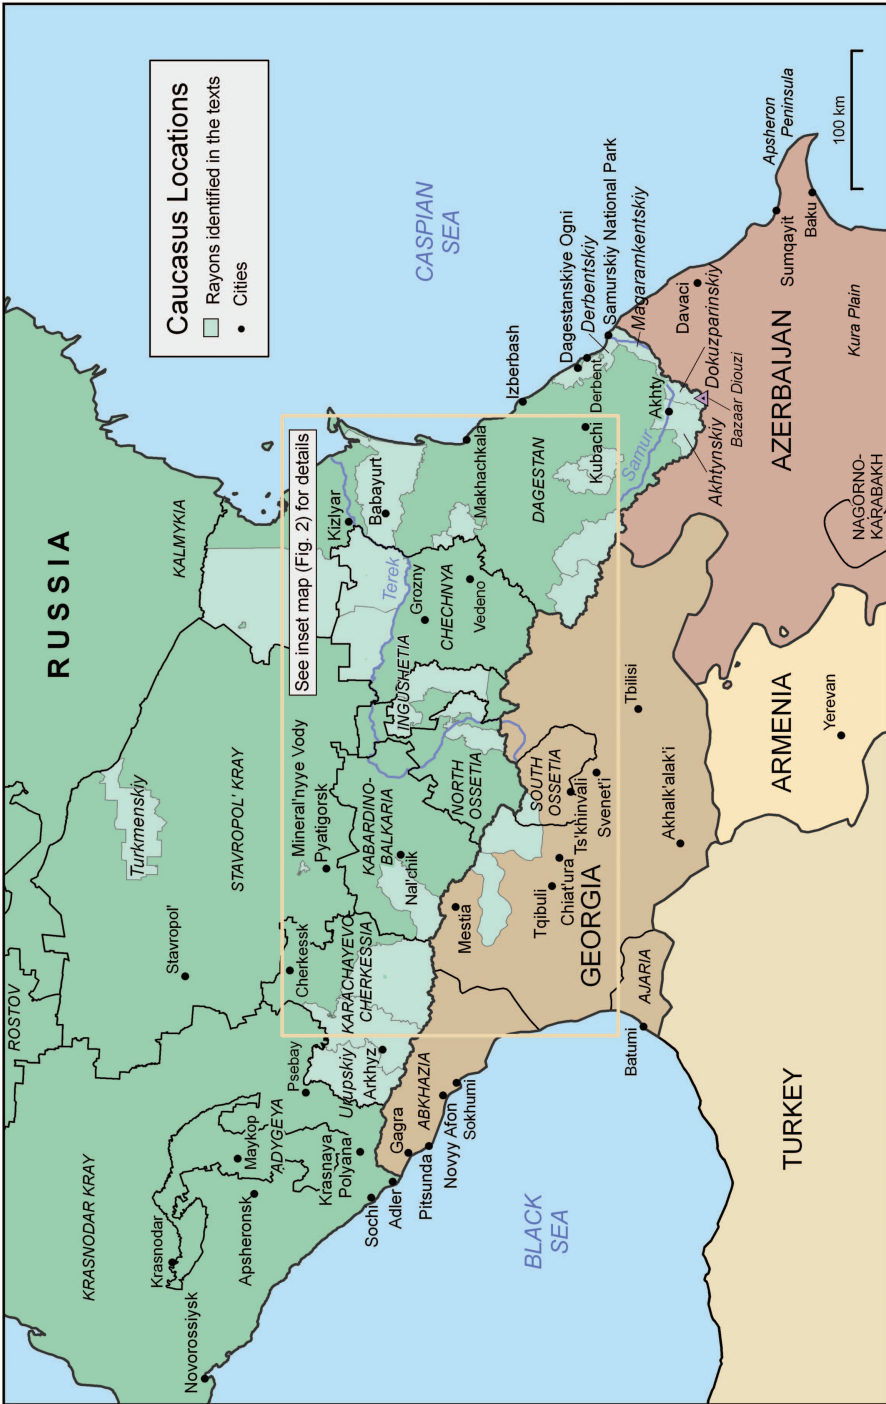 Caucasus Locations
Rayons identified in the texts
Cities
RUSSIA
ROSTOV
KRASNODAR KRAY
STAVROPOL' KRAY
KALMYKIA
Turkmenskiy
Stavropol'
Krasnodar
Novorossiysk
Apsheronsk
Maykop
ADYGEYA
Psebay
Cherkessk
Mineral'nyye Vody
Pyatigorsk
See inset map (Fig. 2) for details
Kizlyar
Babayurt
Terek
Krasnaya
Polyana
Urupskiy
Arkhyz
KARACHAYEVO
CHERKESSIA
KABARDINO-
BALKARIA
Nal'chik
NORTH
OSSETIA
INGUSHETIA
Grozny
CHECHNYA
Vedeno
Makhachkala
DAGESTAN
Izberbash
CASPIAN
SEA
Sochi
Adler
Gagra
Pitsunda
ABKHAZIA
Novyy Afon
Sokhumi
Mestia
Tqibuli
Chiat'ura
SOUTH
OSSETIA
Ts'khinvali
Svenet'i
GEORGIA
Tbilisi
Akhalk'alak'i
AJARIA
Batumi
BLACK
SEA
Kubachi
Derbent
Dagestanskiye Ogni
Derbentskiy
Samurskiy National Park
Magaramkentskiy
Samur
Akhty
Akhtynskiy
Dokuzparinskiy
Bazaar Diouzi
Davaci
AZERBAIJAN
Sumqayit
Baku
Apsheron
Peninsula
Kura Plain
NAGORNO-
KARABAKH
ARMENIA
Yerevan
TURKEY
100 km